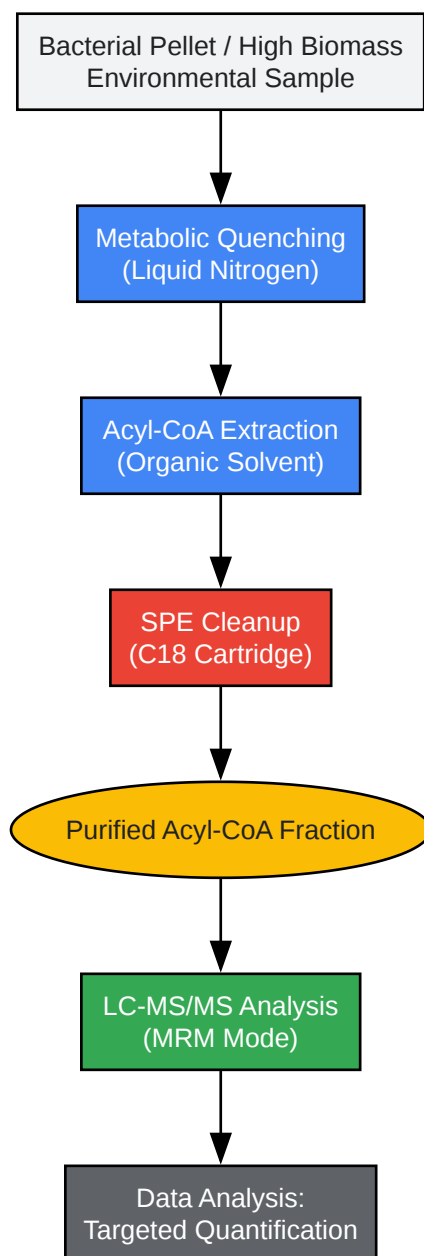 Bacterial Pellet / High Biomass
Environmental Sample
Metabolic Quenching
(Liquid Nitrogen)
Acyl-CoA Extraction
(Organic Solvent)
SPE Cleanup
(C18 Cartridge)
Purified Acyl-CoA Fraction
LC-MS/MS Analysis
(MRM Mode)
Data Analysis:
Targeted Quantification